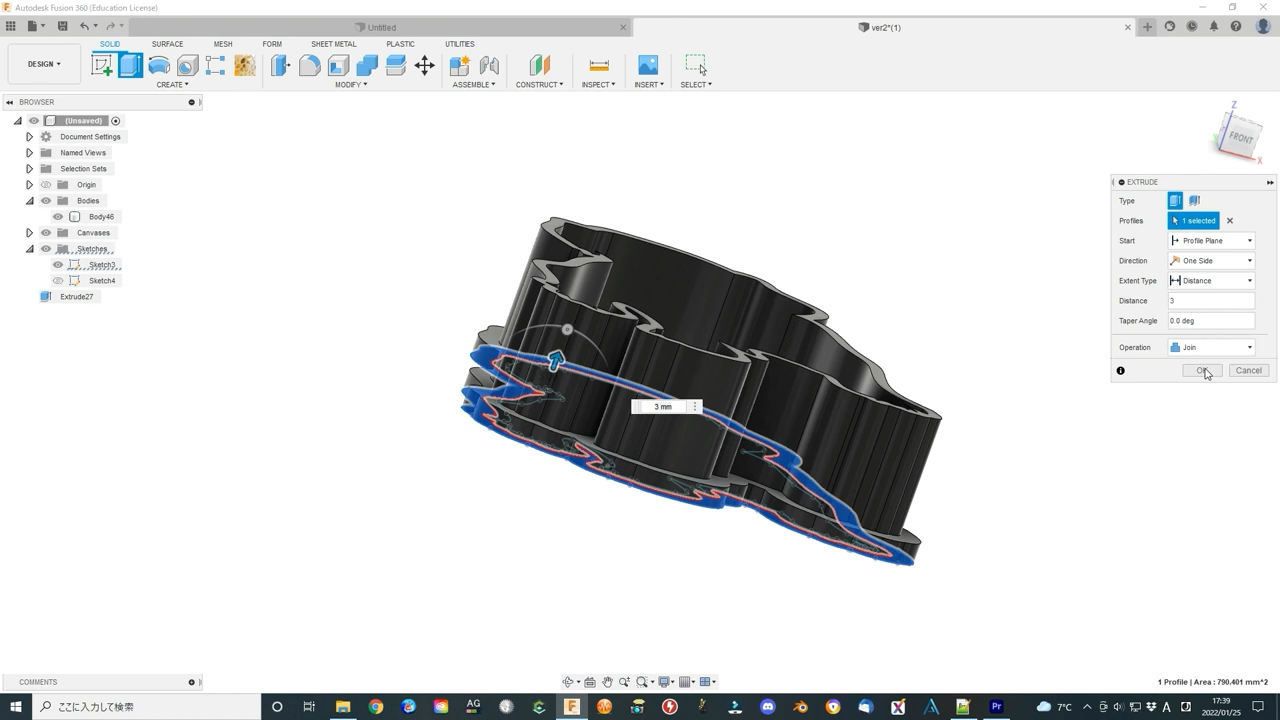 Autodesk Fusion 360 (Education License)
Untitled
ver2*(1)
DESIGN
SOLID SURFACE MESH FORM SHEET METAL PLASTIC UTILITIES
CREATE MODIFY ASSEMBLE CONSTRUCT INSPECT INSERT SELECT
BROWSER
(Unsaved)
Document Settings
Named Views
Selection Sets
Origin
Bodies
Body46
Canvases
Sketches
Sketch3
Sketch4
Extrude27
Z
FRONT
X
EXTRUDE
Type
Profiles 1 selected
Start Profile Plane
Direction One Side
Extent Type Distance
Distance 3
Taper Angle 0.0 deg
Operation Join
OK Cancel
3 mm
COMMENTS
1 Profile | Area : 790.401 mm^2
ここに入力して検索
7°C
A
17:39
2022/01/25